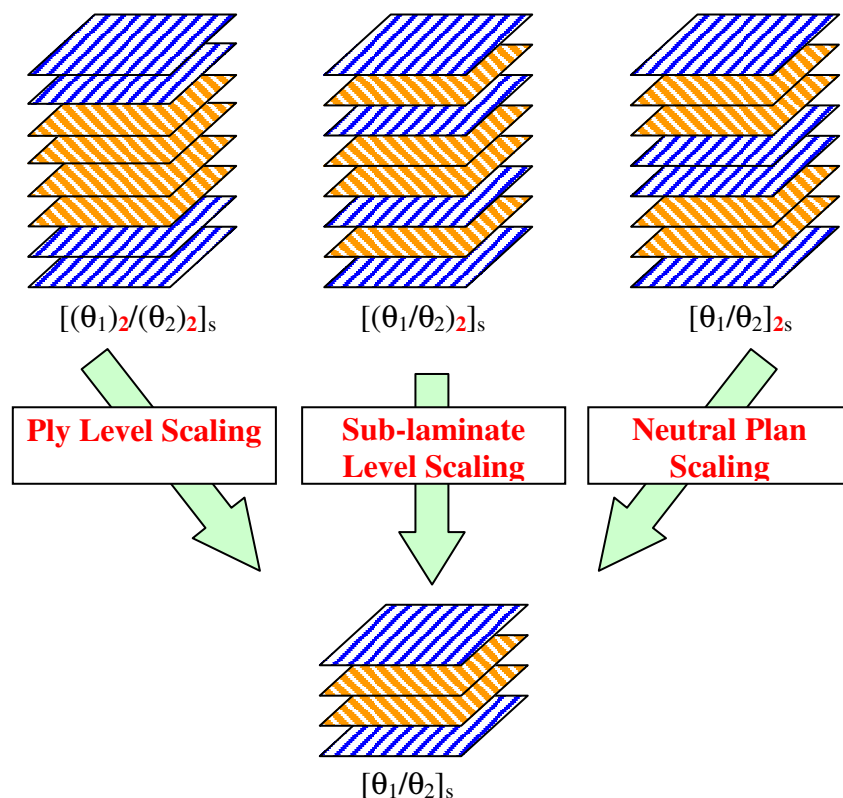 [(θ₁)₂/(θ₂)₂]ₛ
[(θ₁/θ₂)₂]ₛ
[θ₁/θ₂]₂ₛ
Ply Level Scaling
Sub-laminate
Level Scaling
Neutral Plan
Scaling
[θ₁/θ₂]ₛ